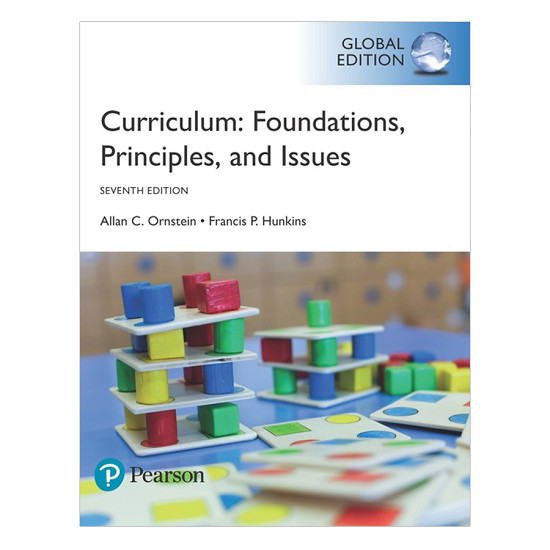 GLOBAL
EDITION
Curriculum: Foundations,
Principles, and Issues
SEVENTH EDITION
Allan C. Ornstein • Francis P. Hunkins
P Pearson